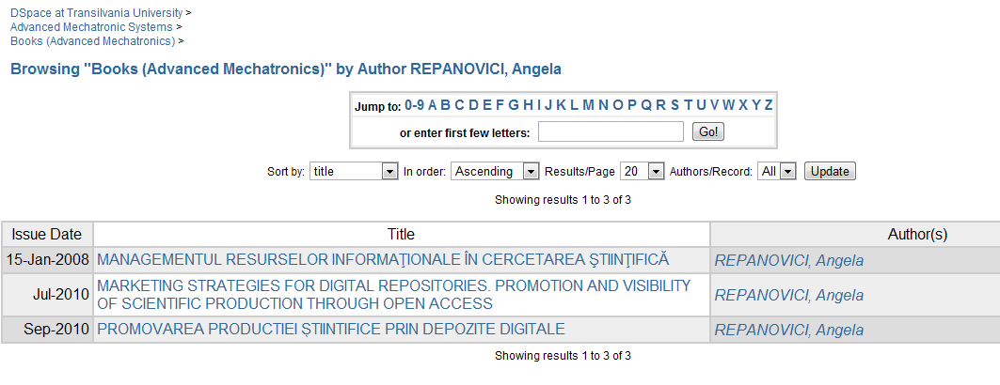 DSpace at Transilvania University >
Advanced Mechatronic Systems >
Books (Advanced Mechatronics) >
Browsing "Books (Advanced Mechatronics)" by Author REPANOVICI, Angela
Jump to: 0-9 A B C D E F G H I J K L M N O P Q R S T U V W X Y Z
or enter first few letters: Go!
Sort by: title In order: Ascending Results/Page 20 Authors/Record: All Update
Showing results 1 to 3 of 3
Issue Date Title Author(s)
15-Jan-2008 MANAGEMENTUL RESURSELOR INFORMAŢIONALE ÎN CERCETAREA ŞTIINŢIFICĂ REPANOVICI, Angela
Jul-2010 MARKETING STRATEGIES FOR DIGITAL REPOSITORIES. PROMOTION AND VISIBILITY REPANOVICI, Angela
OF SCIENTIFIC PRODUCTION THROUGH OPEN ACCESS
Sep-2010 PROMOVAREA PRODUCTIEI ȘTIINTIFICE PRIN DEPOZITE DIGITALE REPANOVICI, Angela
Showing results 1 to 3 of 3